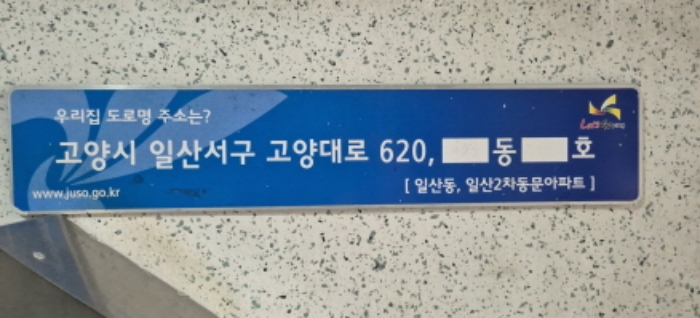 우리집 도로명 주소는?
고양시 일산서구 고양대로 620, 동 호
[ 일산동, 일산2차동문아파트 ]
www.juso.go.kr